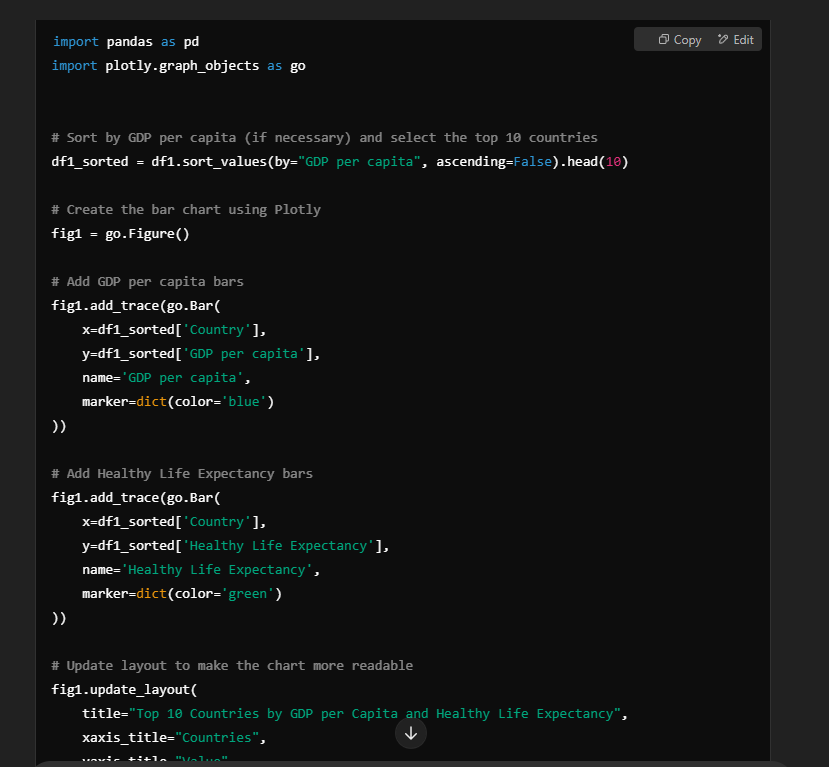 import pandas as pd
Copy Edit
import plotly.graph_objects as go
# Sort by GDP per capita (if necessary) and select the top 10 countries
df1_sorted = df1.sort_values(by="GDP per capita", ascending=False).head(10)
# Create the bar chart using Plotly
fig1 = go.Figure()
# Add GDP per capita bars
fig1.add_trace(go.Bar(
    x=df1_sorted['Country'],
    y=df1_sorted['GDP per capita'],
    name='GDP per capita',
    marker=dict(color='blue')
))
# Add Healthy Life Expectancy bars
fig1.add_trace(go.Bar(
    x=df1_sorted['Country'],
    y=df1_sorted['Healthy Life Expectancy'],
    name='Healthy Life Expectancy',
    marker=dict(color='green')
))
# Update layout to make the chart more readable
fig1.update_layout(
    title="Top 10 Countries by GDP per Capita and Healthy Life Expectancy",
    xaxis_title="Countries",
    yaxis_title="Value"